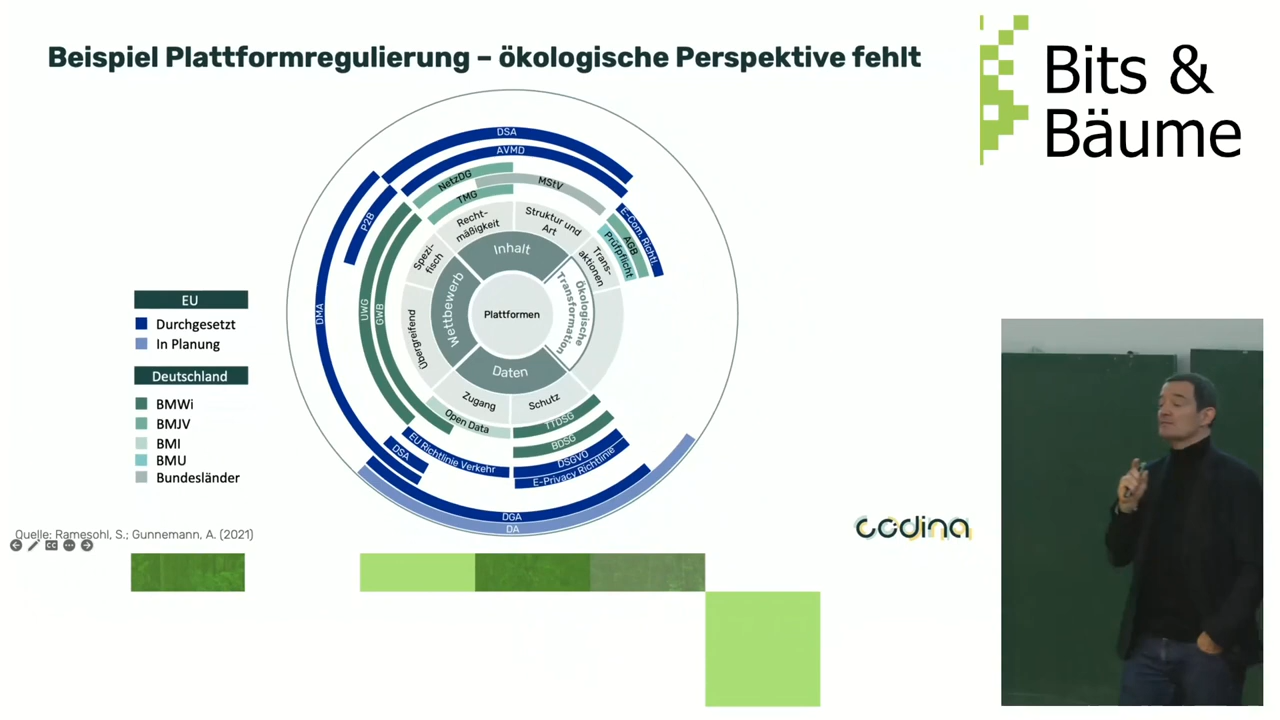 Beispiel Plattformregulierung – ökologische Perspektive fehlt
Bits &
Bäume
DSA
AVMD
NetzDG
MStV
TMG
Recht-
mäßigkeit
Struktur und
Art
E-Com. Richtl.
AGB
Prüfpflicht
Trans-
aktionen
P2B
DMA
UWG
GWB
Spezi-
fisch
Übergreifend
Inhalt
Wettbewerb
Plattformen
Ökologische
Transformation
Daten
Zugang
Schutz
Open Data
TTDSG
BDSG
EU Richtlinie Verkehr
DSA
DSGVO
E-Privacy Richtlinie
DGA
DA
EU
Durchgesetzt
In Planung
Deutschland
BMWi
BMJV
BMI
BMU
Bundesländer
Quelle: Ramesohl, S.; Gunnemann, A. (2021)
codina